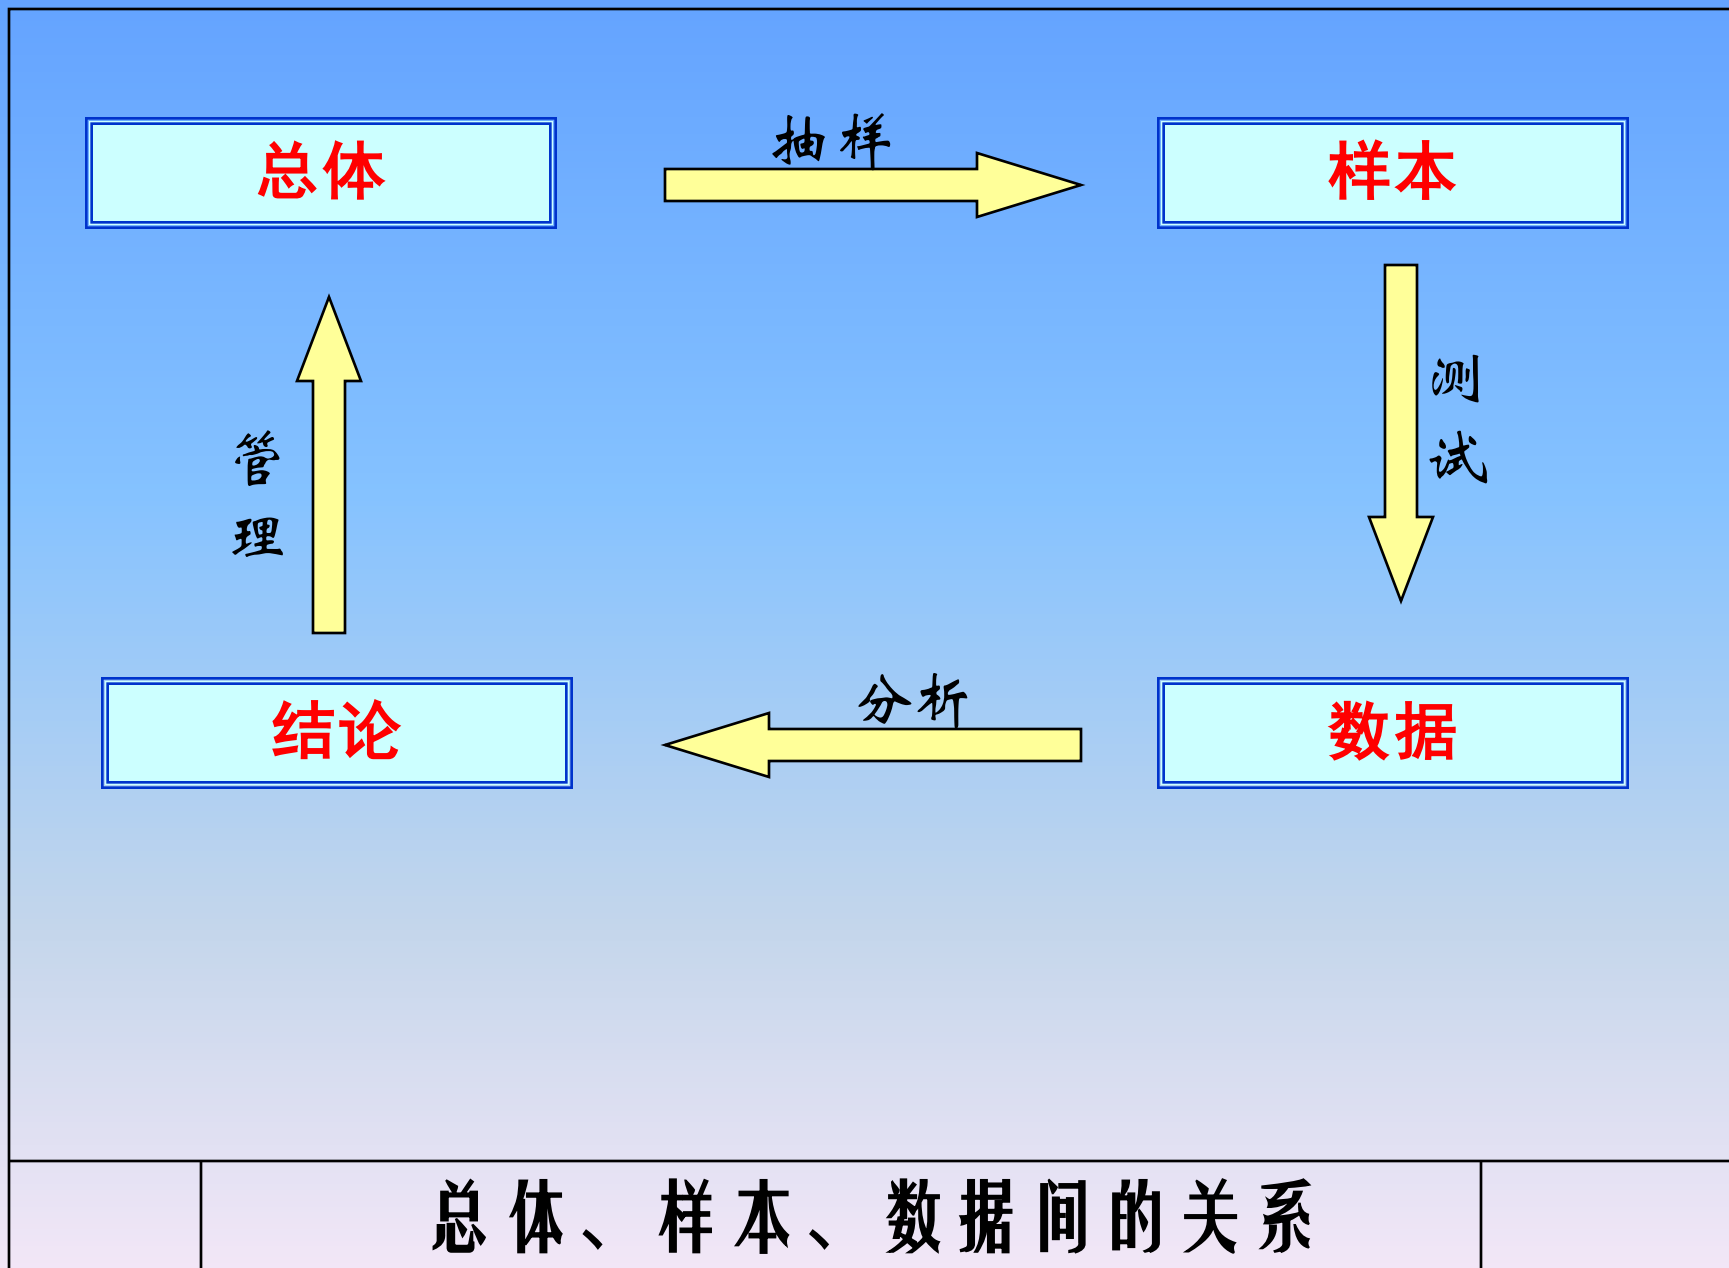 总体
抽样
样本
管理
测试
结论
分析
数据
总体、样本、数据间的关系